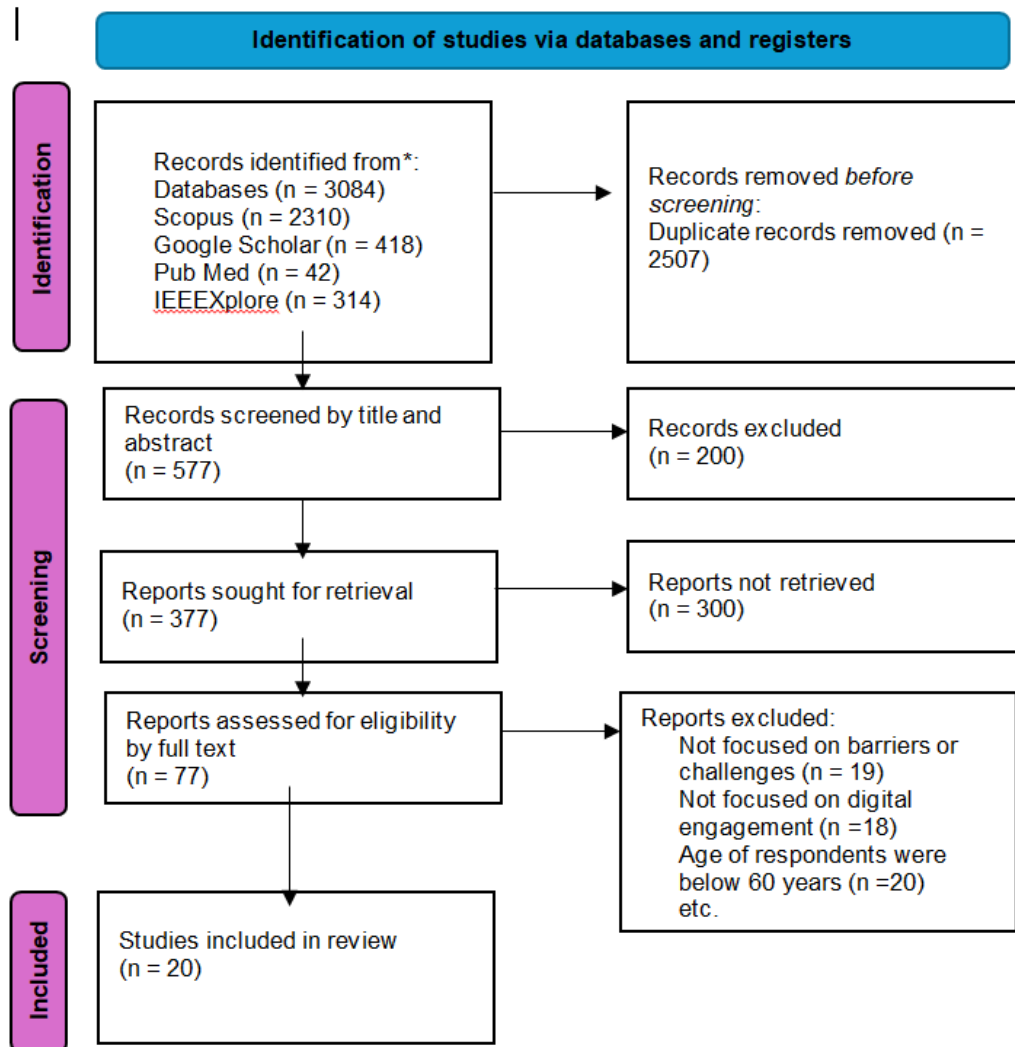 Identification of studies via databases and registers
Identification
Records identified from*:
Databases (n = 3084)
Scopus (n = 2310)
Google Scholar (n = 418)
Pub Med (n = 42)
IEEEXplore (n = 314)
Records removed before
screening:
Duplicate records removed (n =
2507)
Screening
Records screened by title and
abstract
(n = 577)
Records excluded
(n = 200)
Reports sought for retrieval
(n = 377)
Reports not retrieved
(n = 300)
Reports assessed for eligibility
by full text
(n = 77)
Reports excluded:
Not focused on barriers or
challenges (n = 19)
Not focused on digital
engagement (n =18)
Age of respondents were
below 60 years (n =20)
etc.
Included
Studies included in review
(n = 20)